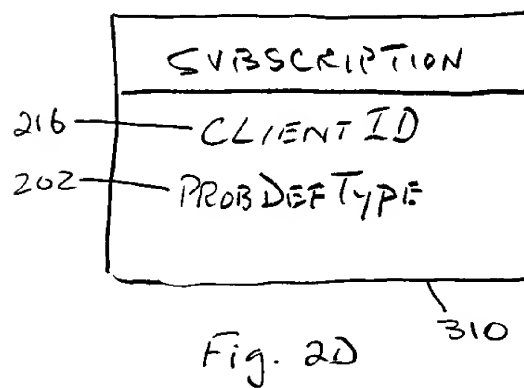 SUBSCRIPTION
216 CLIENT ID
202 PROBDEFTYPE
310
Fig. 2D